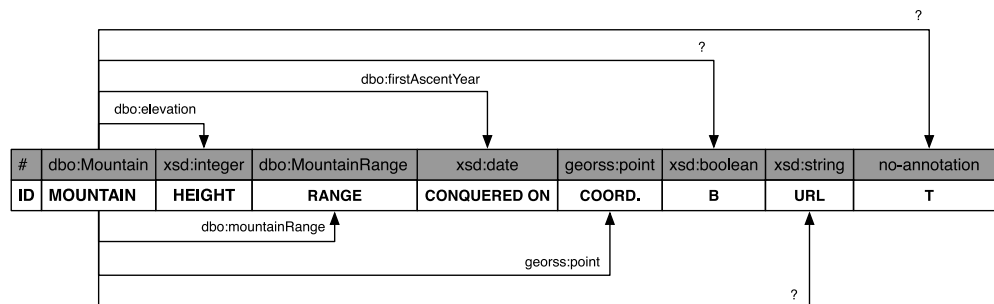 ?
?
dbo:firstAscentYear
dbo:elevation
# dbo:Mountain xsd:integer dbo:MountainRange xsd:date georss:point xsd:boolean xsd:string no-annotation
ID MOUNTAIN HEIGHT RANGE CONQUERED ON COORD. B URL T
dbo:mountainRange
georss:point
?